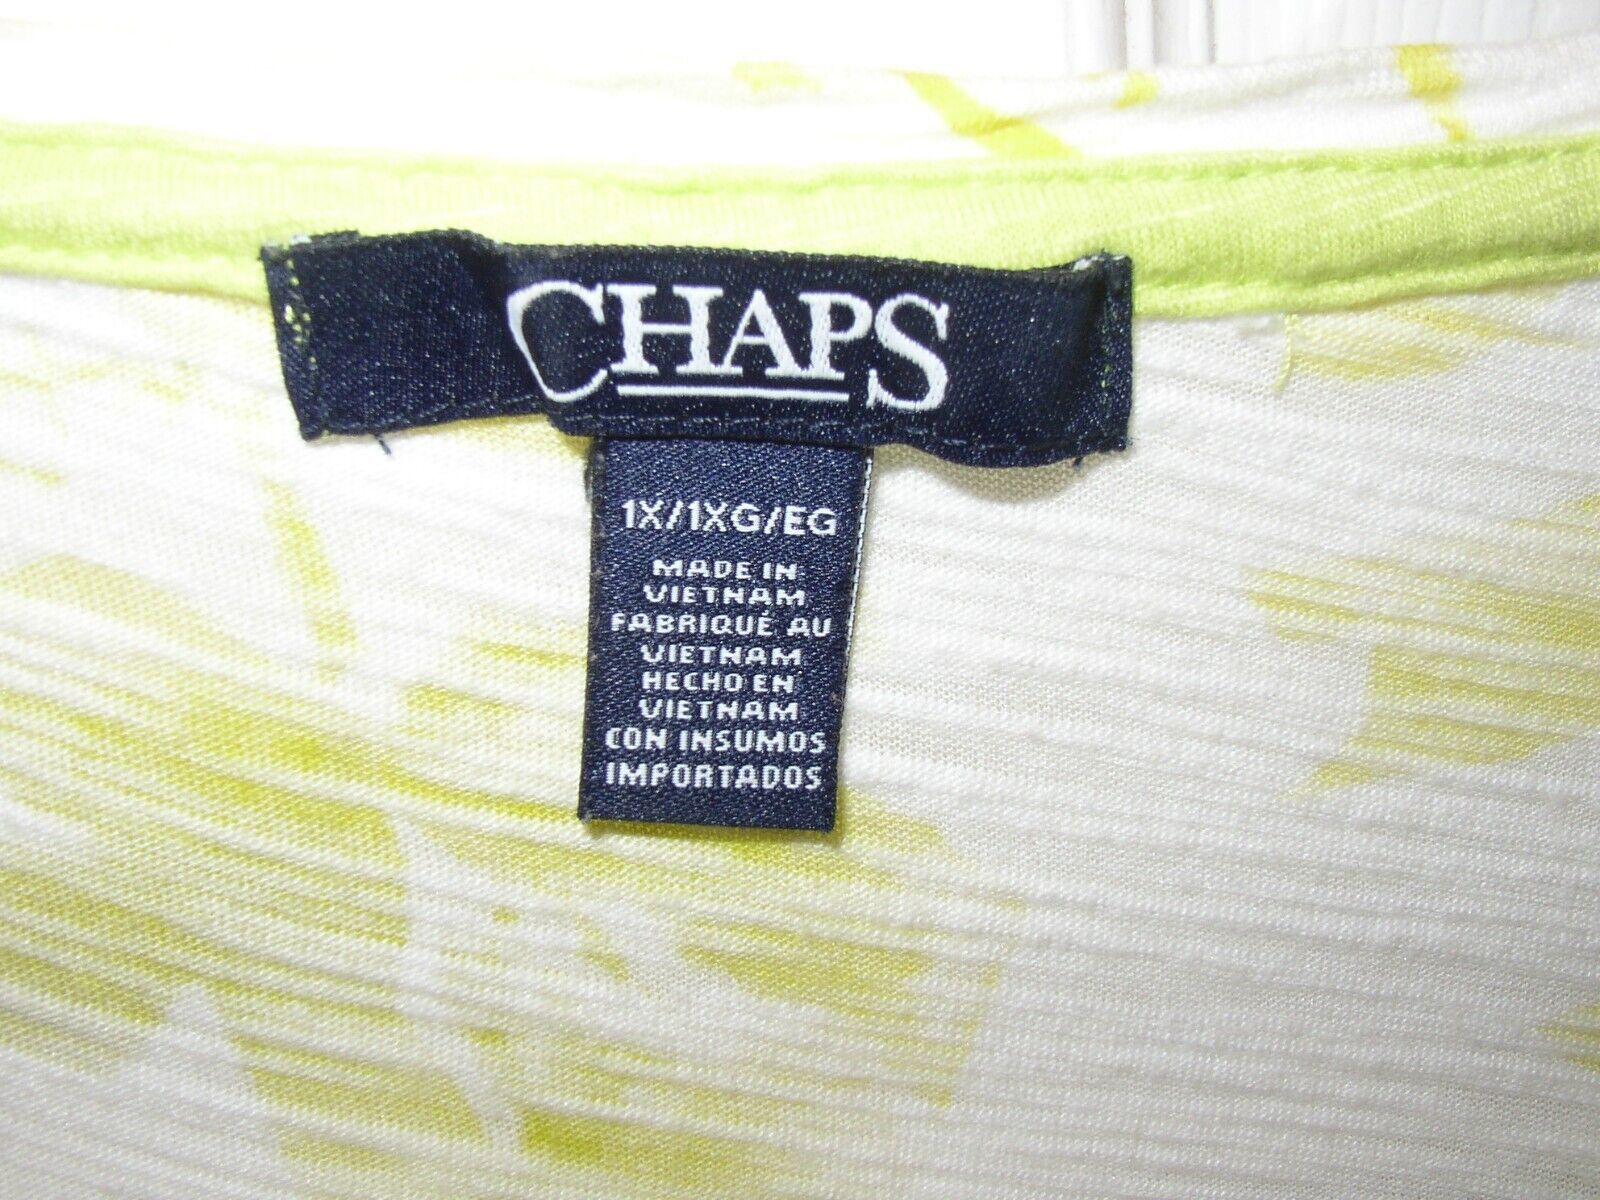 CHAPS
1X/1XG/EG
MADE IN
VIETNAM
FABRIQUÉ AU
VIETNAM
HECHO EN
VIETNAM
CON INSUMOS
IMPORTADOS